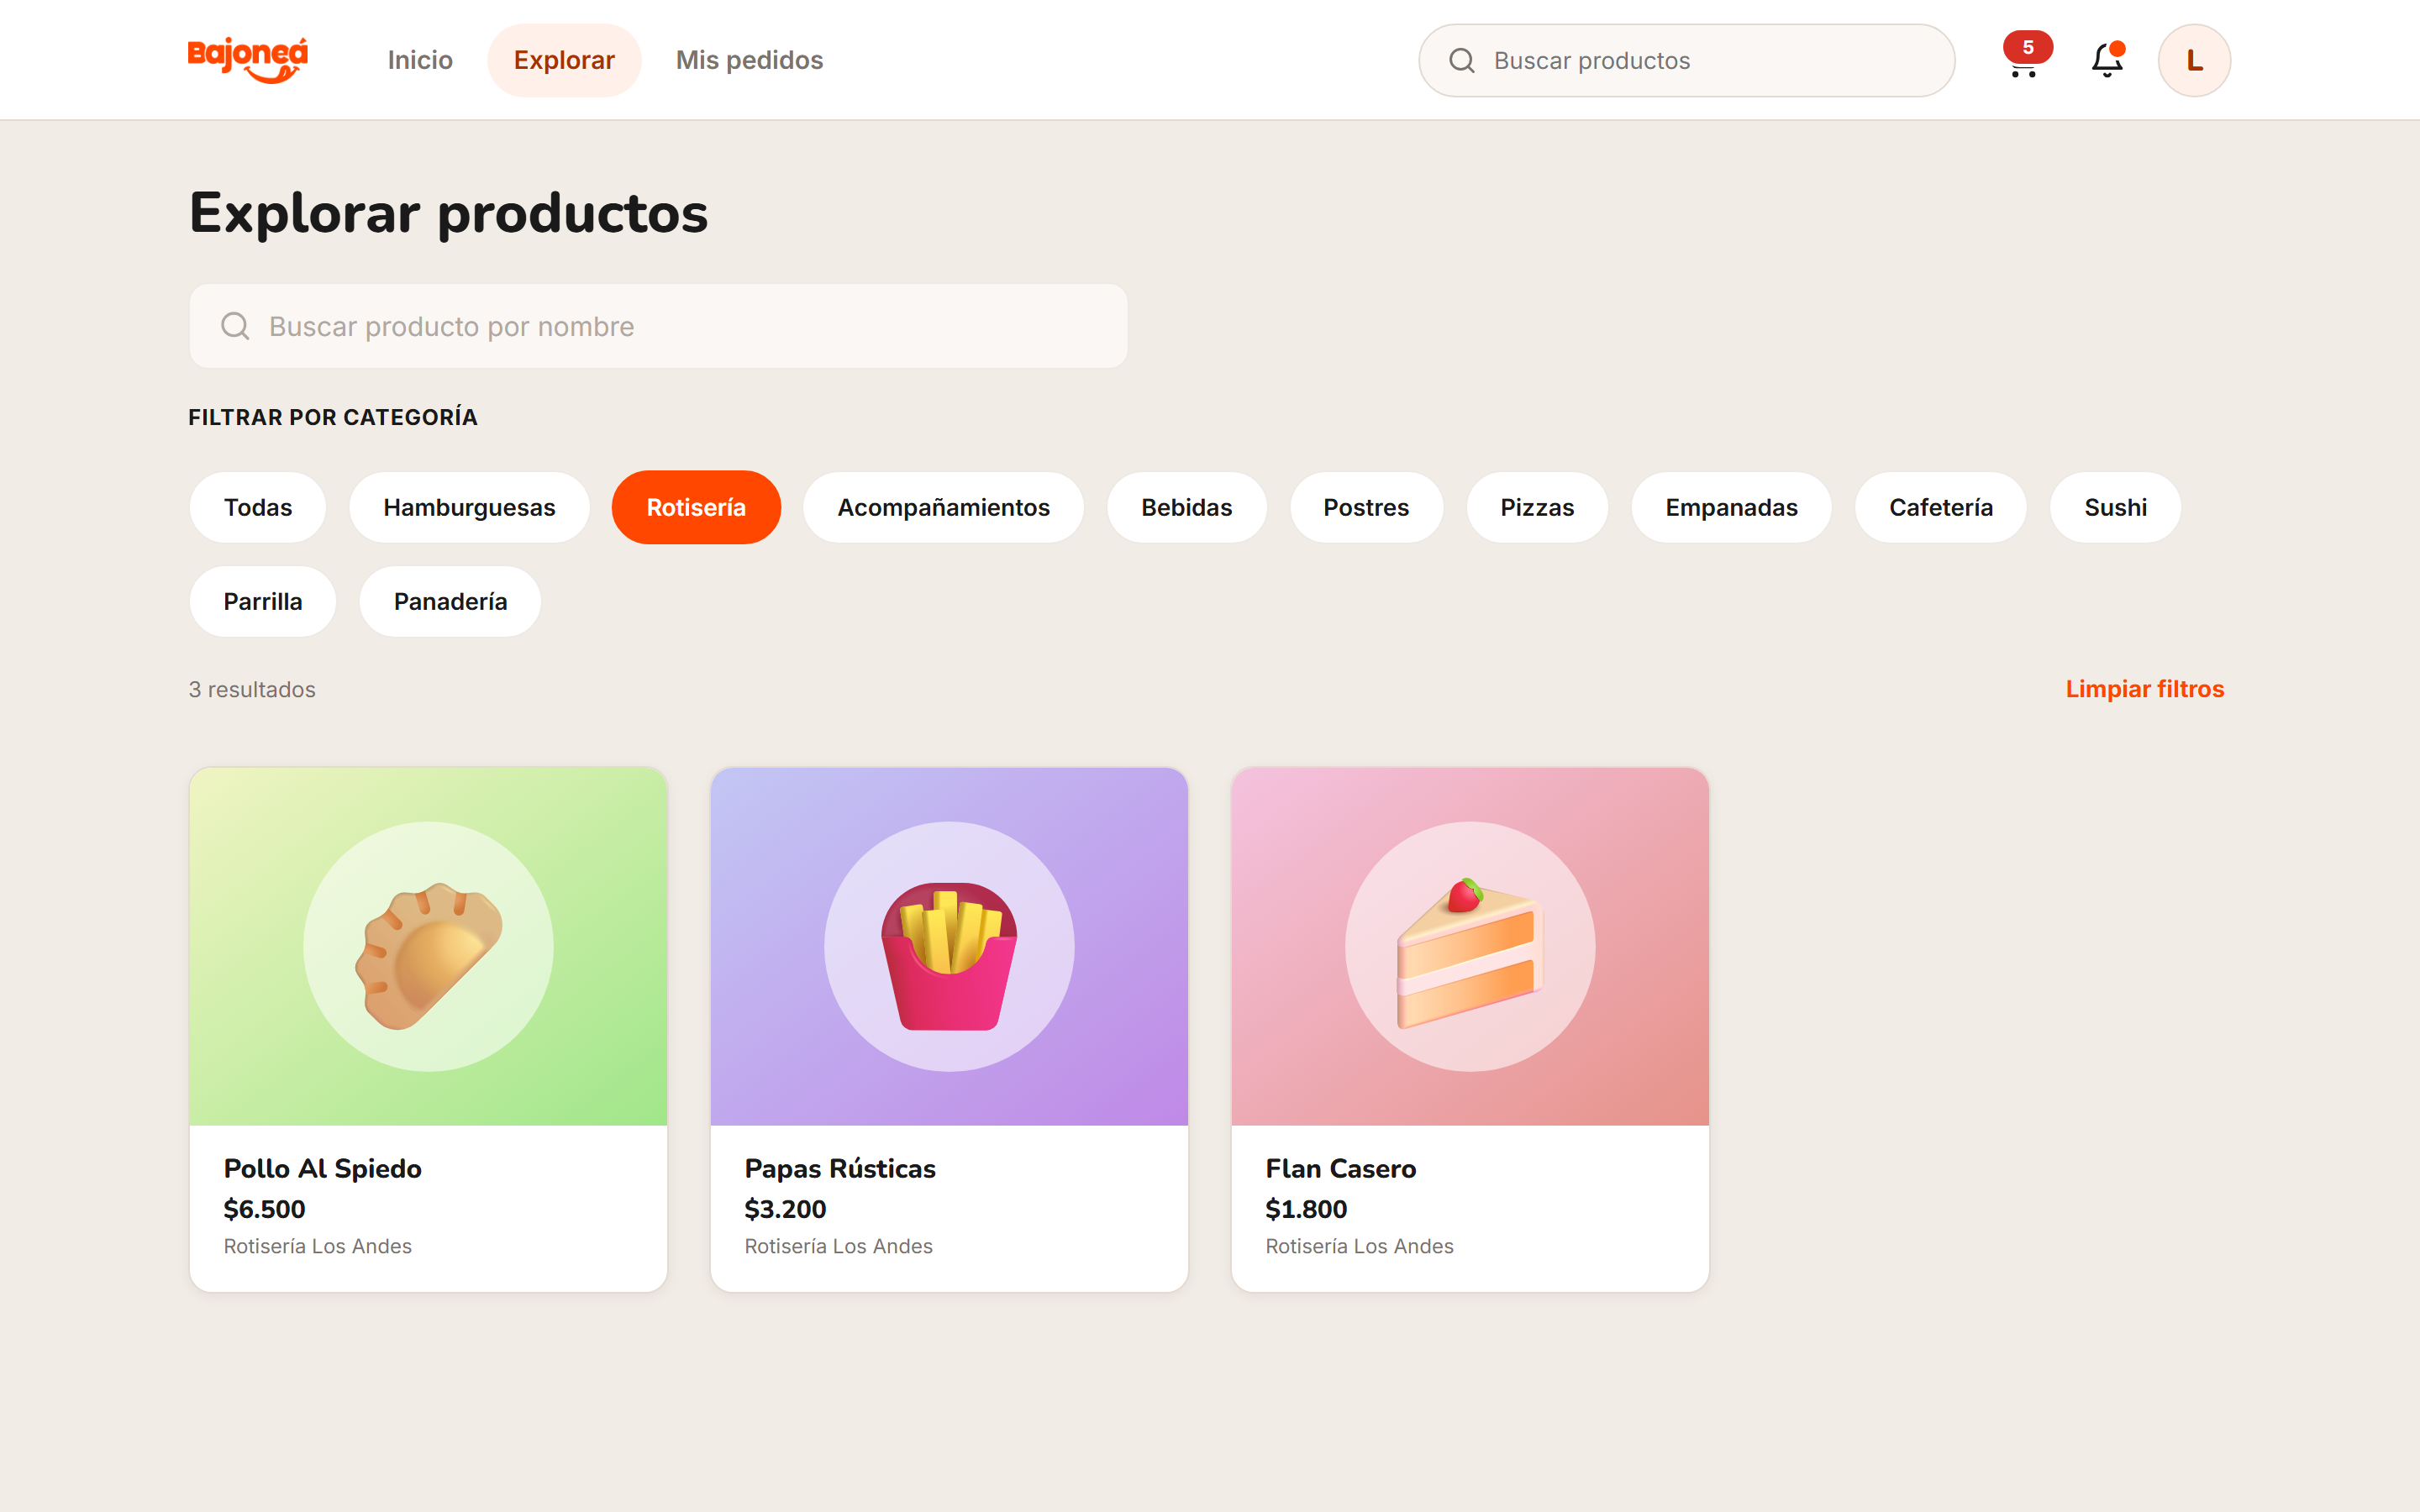 Bajoneá
Inicio
Explorar
Mis pedidos
Buscar productos
5
L
Explorar productos
Buscar producto por nombre
FILTRAR POR CATEGORÍA
Todas
Hamburguesas
Rotisería
Acompañamientos
Bebidas
Postres
Pizzas
Empanadas
Cafetería
Sushi
Parrilla
Panadería
3 resultados
Limpiar filtros
Pollo Al Spiedo
$6.500
Rotisería Los Andes
Papas Rústicas
$3.200
Rotisería Los Andes
Flan Casero
$1.800
Rotisería Los Andes